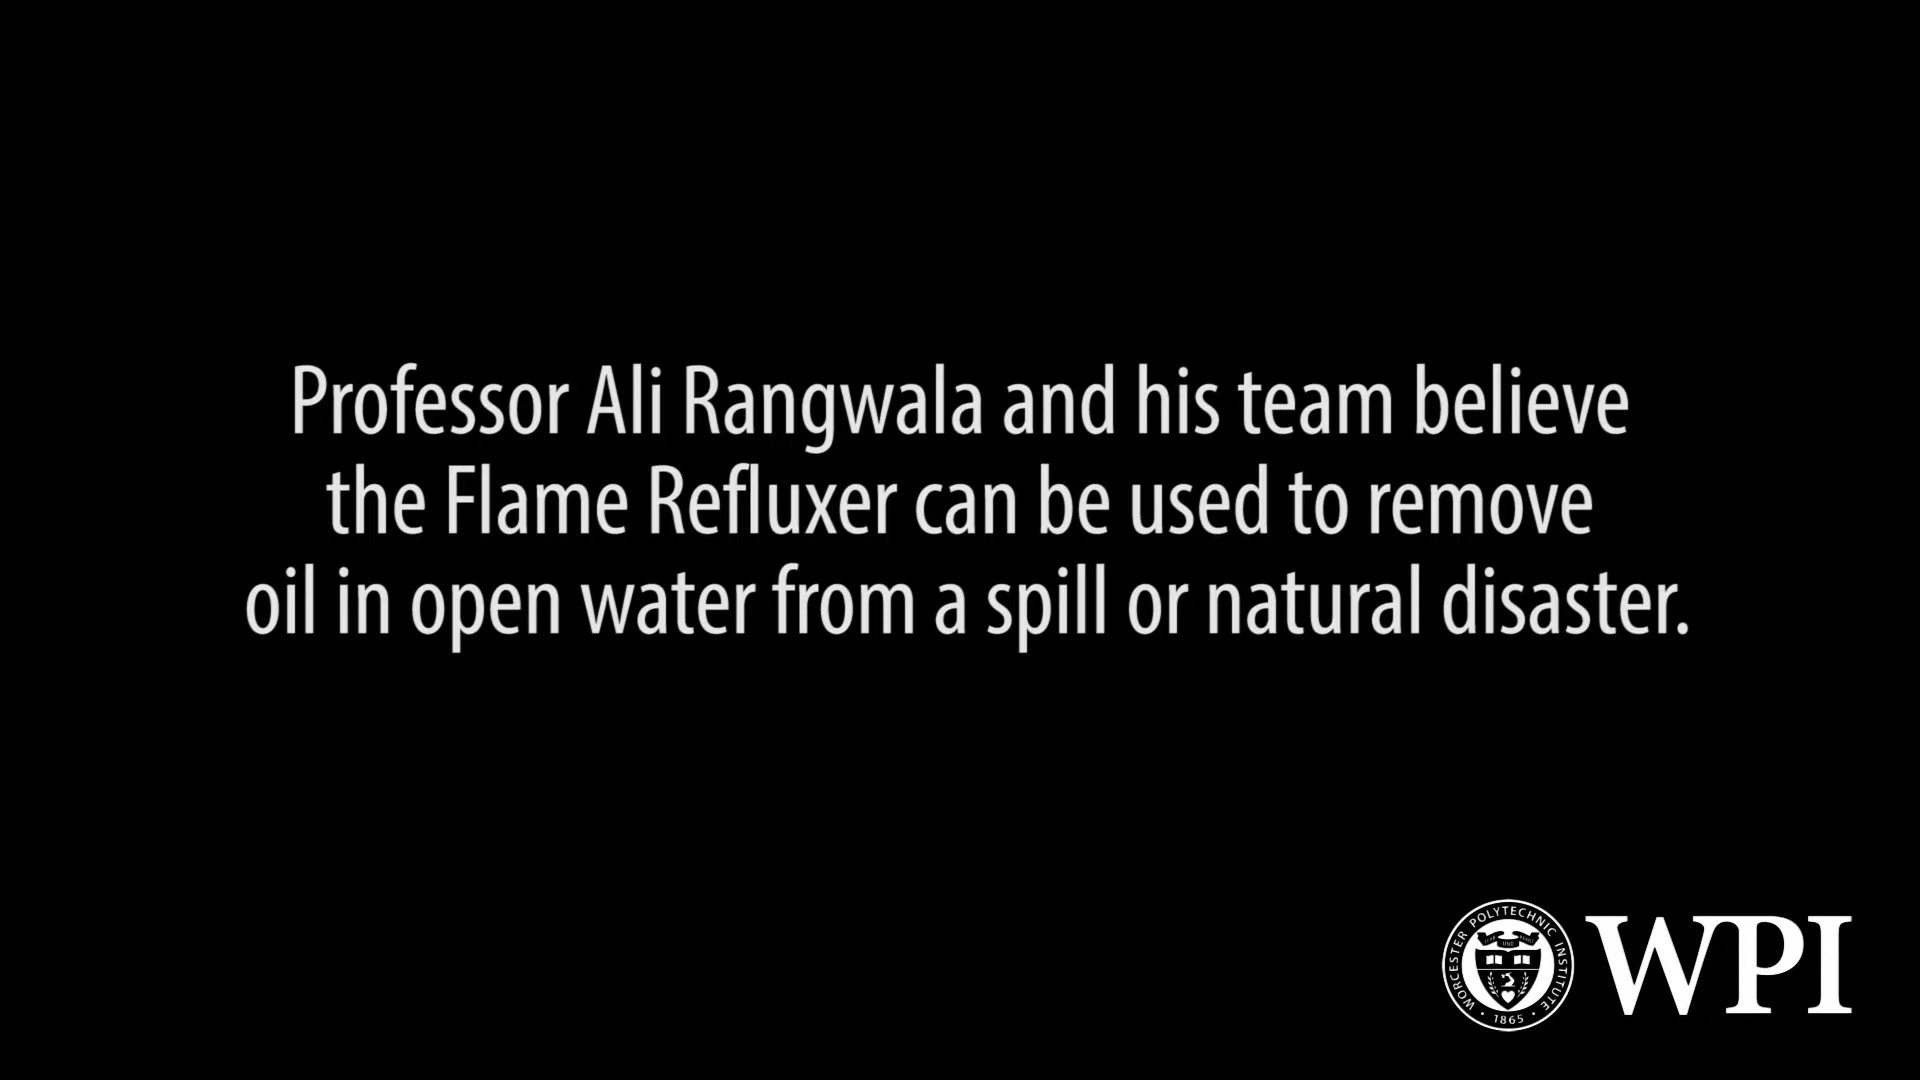 Professor Ali Rangwala and his team believe
the Flame Refluxer can be used to remove
oil in open water from a spill or natural disaster.
WORCESTER POLYTECHNIC INSTITUTE
1865
WPI